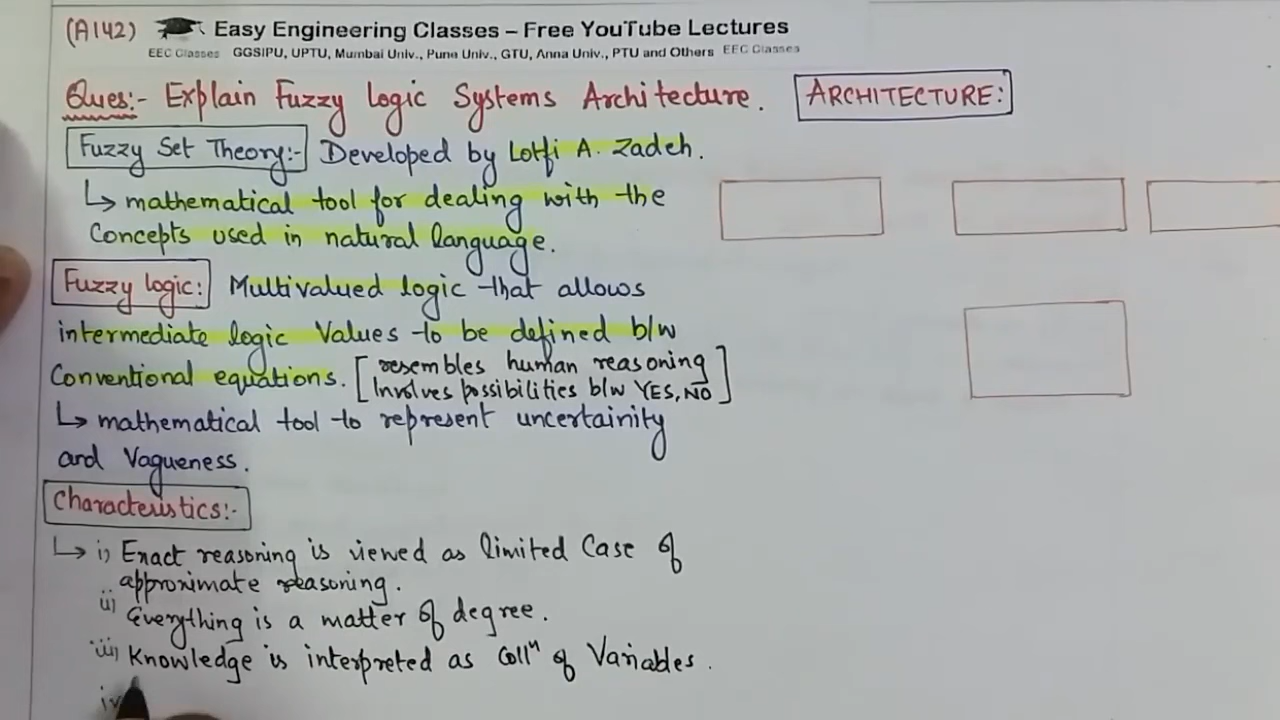 (A142) Easy Engineering Classes – Free YouTube Lectures
EEC Classes GGSIPU, UPTU, Mumbai Univ., Pune Univ., GTU, Anna Univ., PTU and Others EEC Classes
Ques:- Explain Fuzzy Logic Systems Architecture. ARCHITECTURE:
Fuzzy Set Theory:- Developed by Lotfi A. Zadeh.
↳ mathematical tool for dealing with the
Concepts used in natural language.
Fuzzy logic: Multivalued logic that allows
intermediate logic Values to be defined b/w
Conventional equations. [resembles human reasoning
Involves possibilities b/w YES, NO]
↳ mathematical tool to represent uncertainity
and Vagueness.
Characteristics:-
↳ i) Exact reasoning is viewed as limited Case of
approximate reasoning.
ii) Everything is a matter of degree.
iii) Knowledge is interpreted as Collⁿ of Variables.
iv